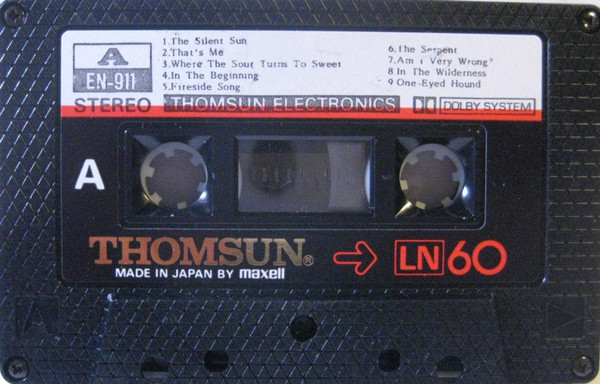 A
EN-911
STEREO
1.The Silent Sun
2.That's Me
3.Where The Sour Turns To Sweet
4.In The Beginning
5.Fireside Song
6.The Serpent
7.Am i Very Wrong?
8 In The Wilderness
9 One-Eyed Hound
THOMSUN ELECTRONICS
DOLBY SYSTEM
A
THOMSUN®
MADE IN JAPAN BY maxell
LN 60
A